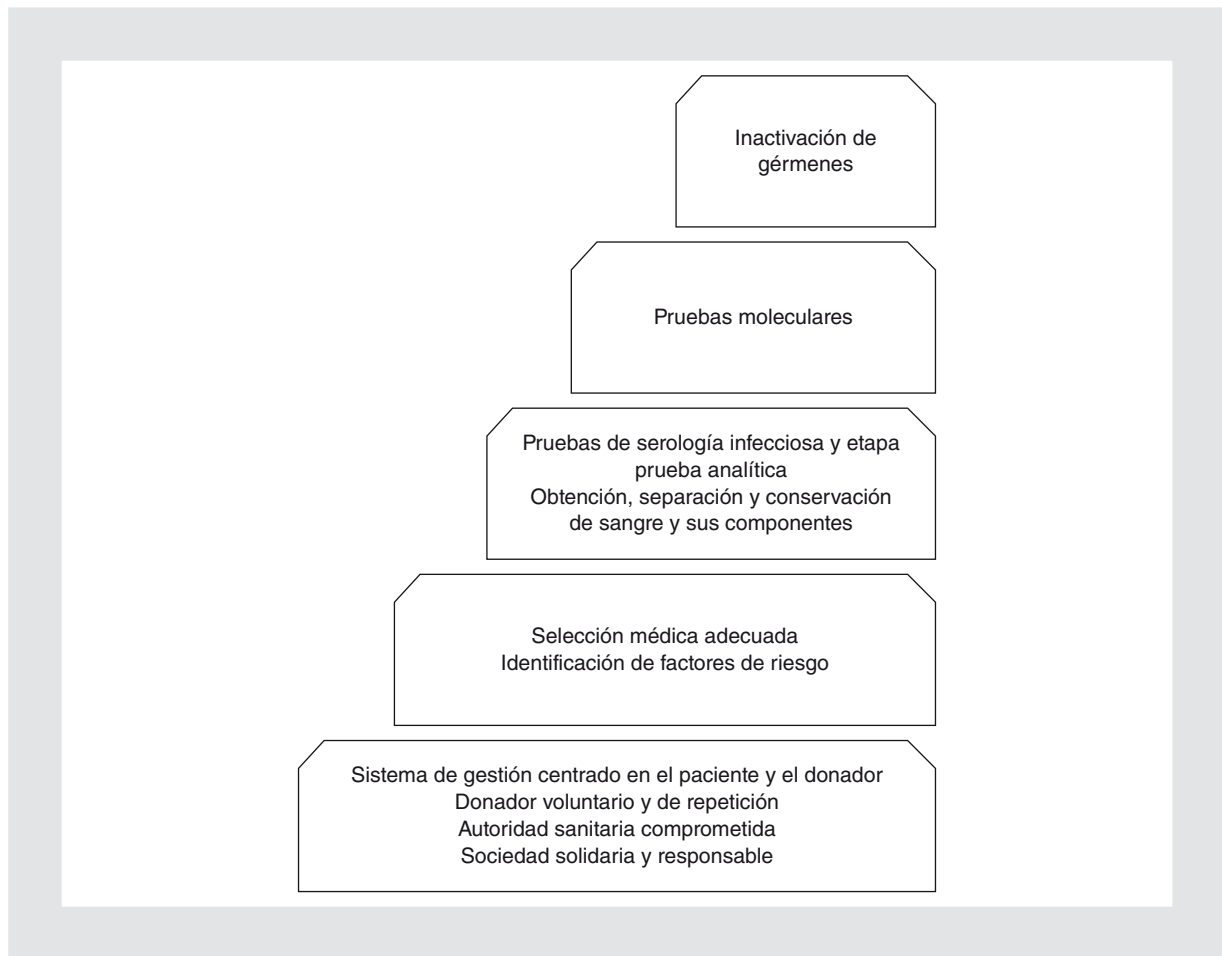 Inactivación de
gérmenes
Pruebas moleculares
Pruebas de serología infecciosa y etapa
prueba analítica
Obtención, separación y conservación
de sangre y sus componentes
Selección médica adecuada
Identificación de factores de riesgo
Sistema de gestión centrado en el paciente y el donador
Donador voluntario y de repetición
Autoridad sanitaria comprometida
Sociedad solidaria y responsable